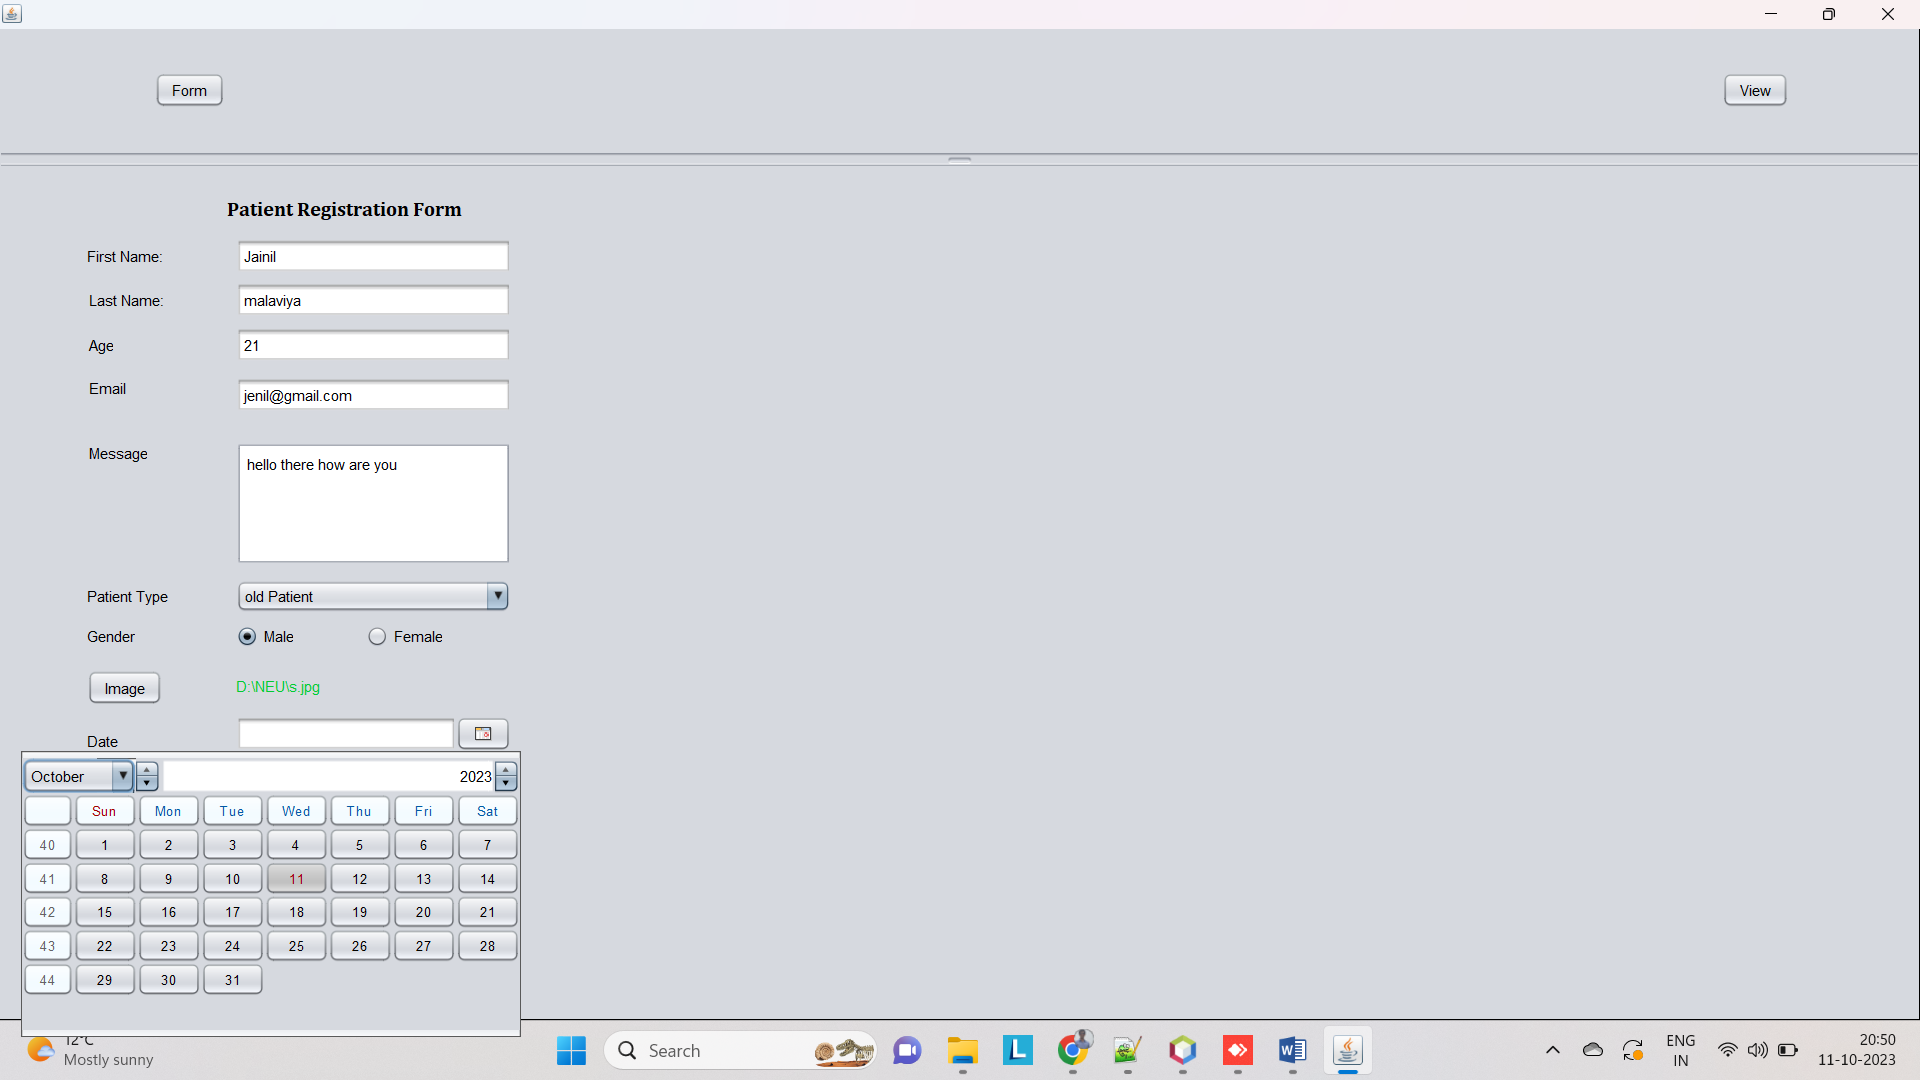 Form
View
Patient Registration Form
First Name: Jainil
Last Name: malaviya
Age 21
Email jenil@gmail.com
Message hello there how are you
Patient Type old Patient
Gender Male Female
Image D:\NEU\s.jpg
Date
October 2023
Sun Mon Tue Wed Thu Fri Sat
40 1 2 3 4 5 6 7
41 8 9 10 11 12 13 14
42 15 16 17 18 19 20 21
43 22 23 24 25 26 27 28
44 29 30 31
12°C
Mostly sunny
Search
L
W
ENG
IN
20:50
11-10-2023